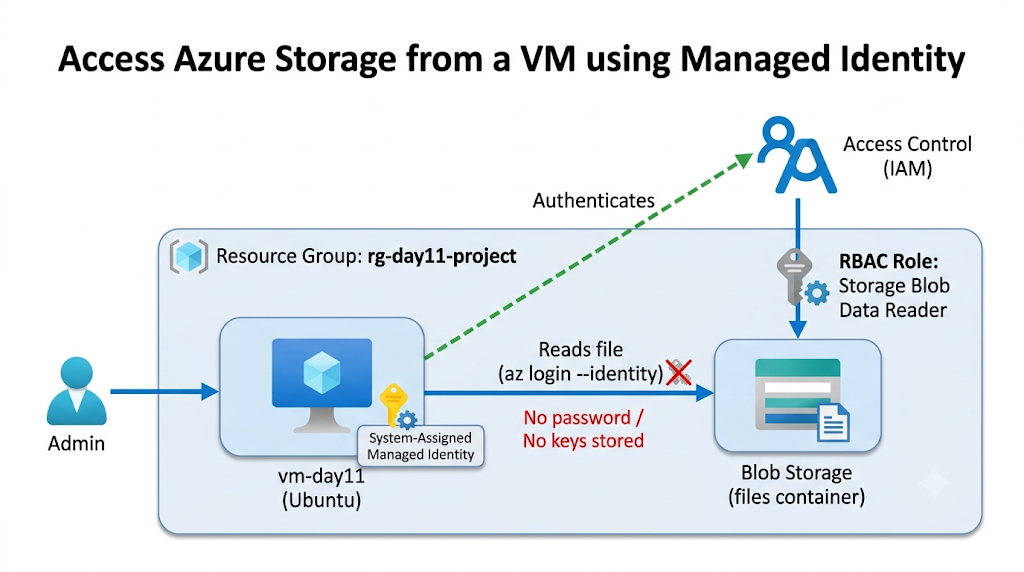 Access Azure Storage from a VM using Managed Identity
Access Control
(IAM)
Authenticates
Resource Group: rg-day11-project
RBAC Role:
Storage Blob
Data Reader
Reads file
(az login --identity)
No password /
No keys stored
Admin
System-Assigned
Managed Identity
vm-day11
(Ubuntu)
Blob Storage
(files container)